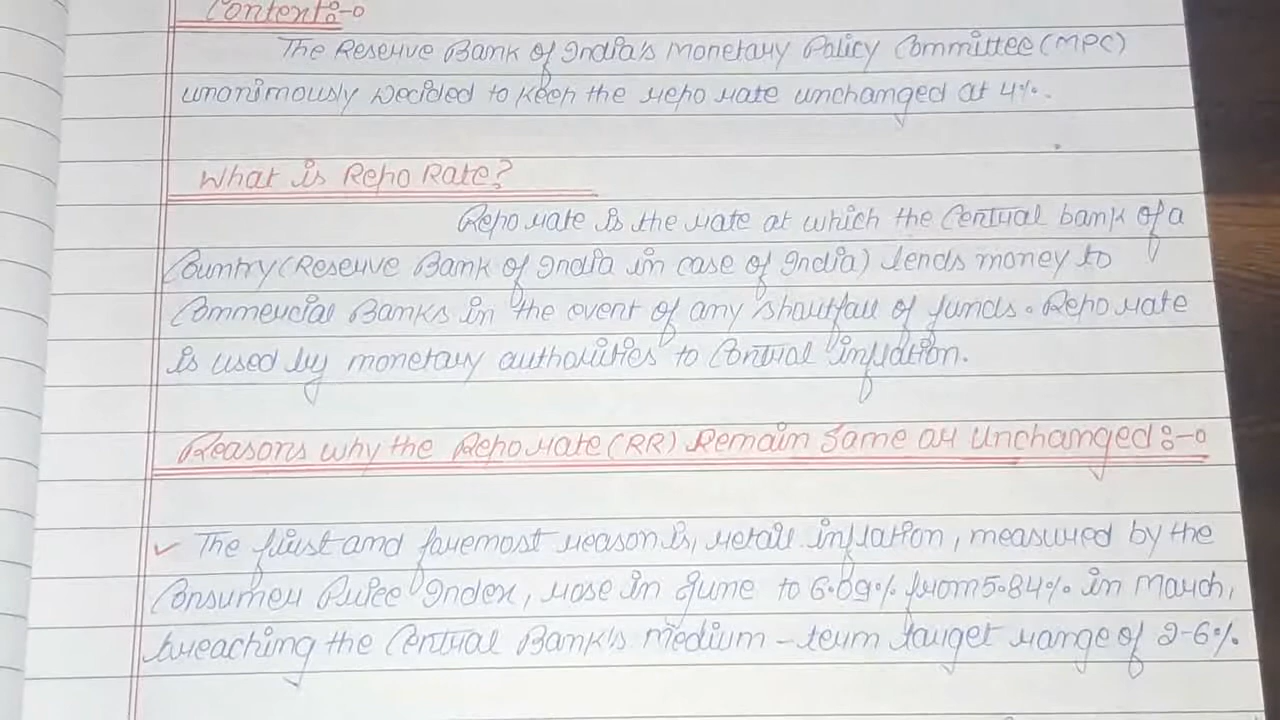 Content:-
The Reserve Bank of India's Monetary Policy Committee (MPC)
unonimously Decided to keep the repo rate unchanged at 4%.
What is Repo Rate?
Repo rate is the rate at which the Central bank of a
Country (Reserve Bank of India in case of India) lends money to
Commercial Banks in the event of any shortfall of funds. Repo rate
is used by monetary authorities to Control inflation.
Reasons why the Repo rate (RR) Remain Same or Unchanged:-
✓ The first and foremost reason is, retail inflation, measured by the
Consumer Price Index, rose in June to 6.09% from 5.84% in March,
breaching the Central Bank's medium-term target range of 2-6%